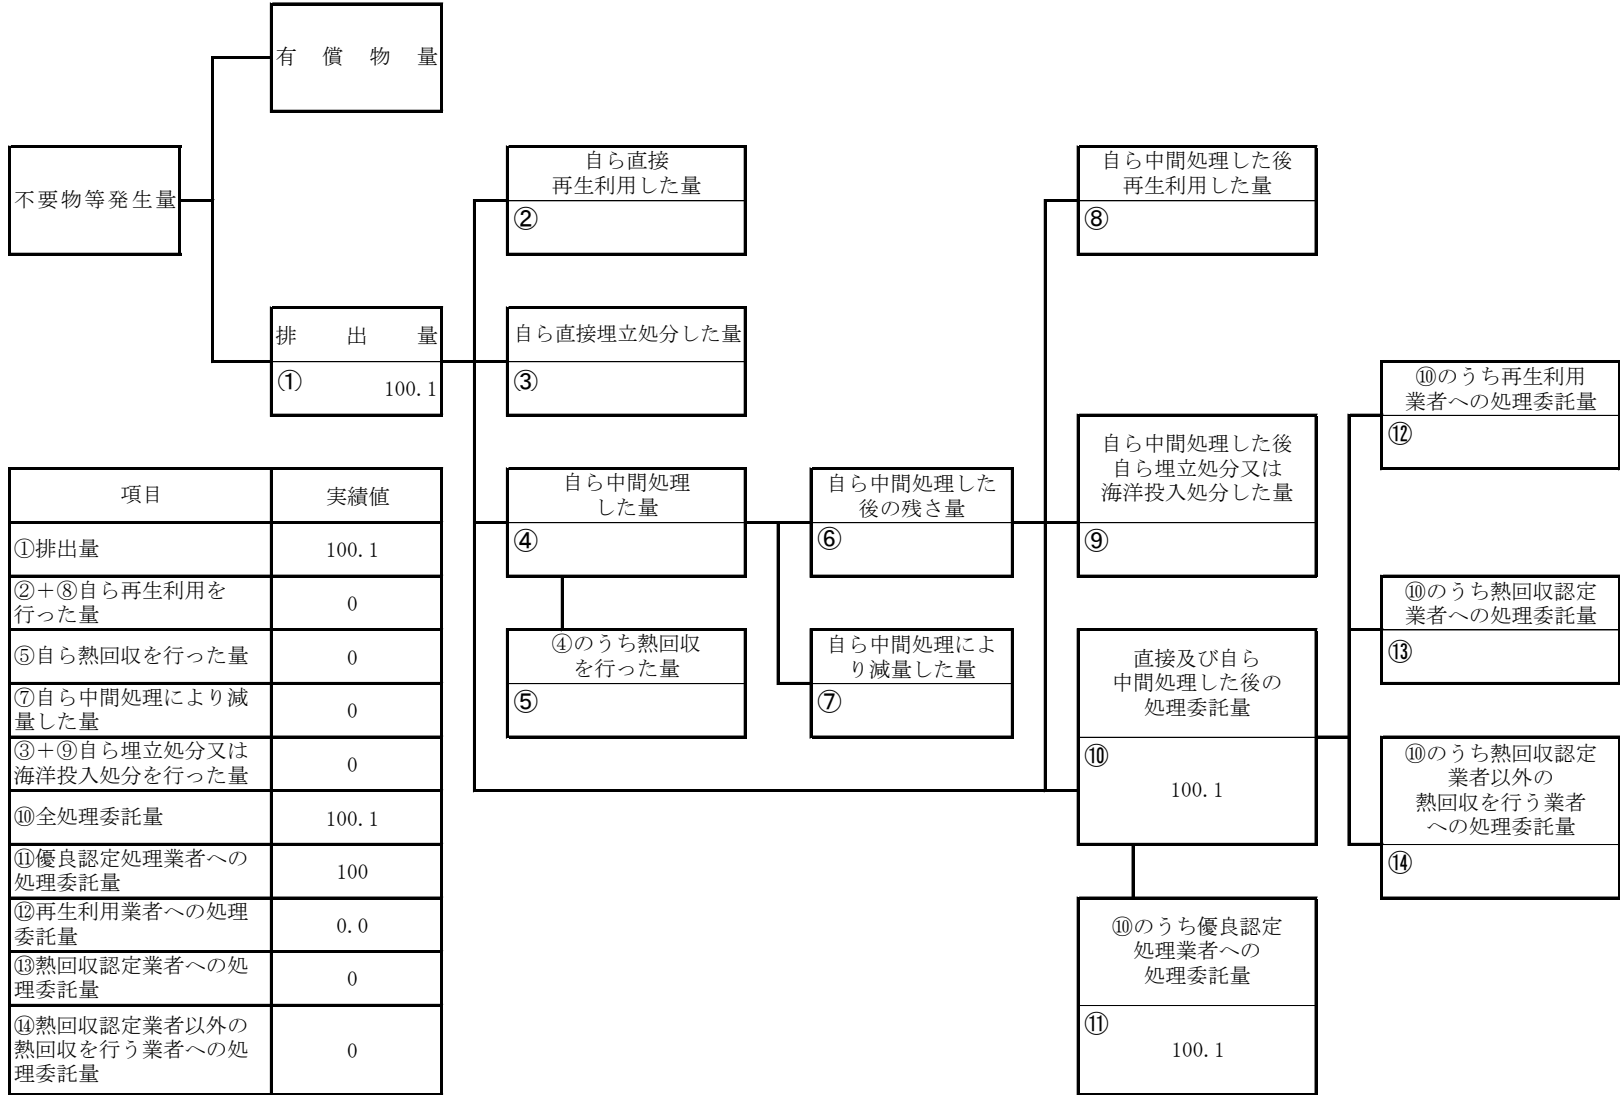 有償物量
不要物等発生量
排出量
①
100.1
自ら直接
再生利用した量
②
自ら直接埋立処分した量
③
自ら中間処理
した量
④
④のうち熱回収
を行った量
⑤
自ら中間処理した
後の残さ量
⑥
自ら中間処理によ
り減量した量
⑦
自ら中間処理した後
再生利用した量
⑧
自ら中間処理した後
自ら埋立処分又は
海洋投入処分した量
⑨
直接及び自ら
中間処理した後の
処理委託量
⑩
100.1
⑩のうち優良認定
処理業者への
処理委託量
⑪
100.1
⑩のうち再生利用
業者への処理委託量
⑫
⑩のうち熱回収認定
業者への処理委託量
⑬
⑩のうち熱回収認定
業者以外の
熱回収を行う業者
への処理委託量
⑭
項目 実績値
①排出量 100.1
②＋⑧自ら再生利用を
行った量 0
⑤自ら熱回収を行った量 0
⑦自ら中間処理により減
量した量 0
③＋⑨自ら埋立処分又は
海洋投入処分を行った量 0
⑩全処理委託量 100.1
⑪優良認定処理業者への
処理委託量 100
⑫再生利用業者への処理
委託量 0.0
⑬熱回収認定業者への処
理委託量 0
⑭熱回収認定業者以外の
熱回収を行う業者への処
理委託量 0